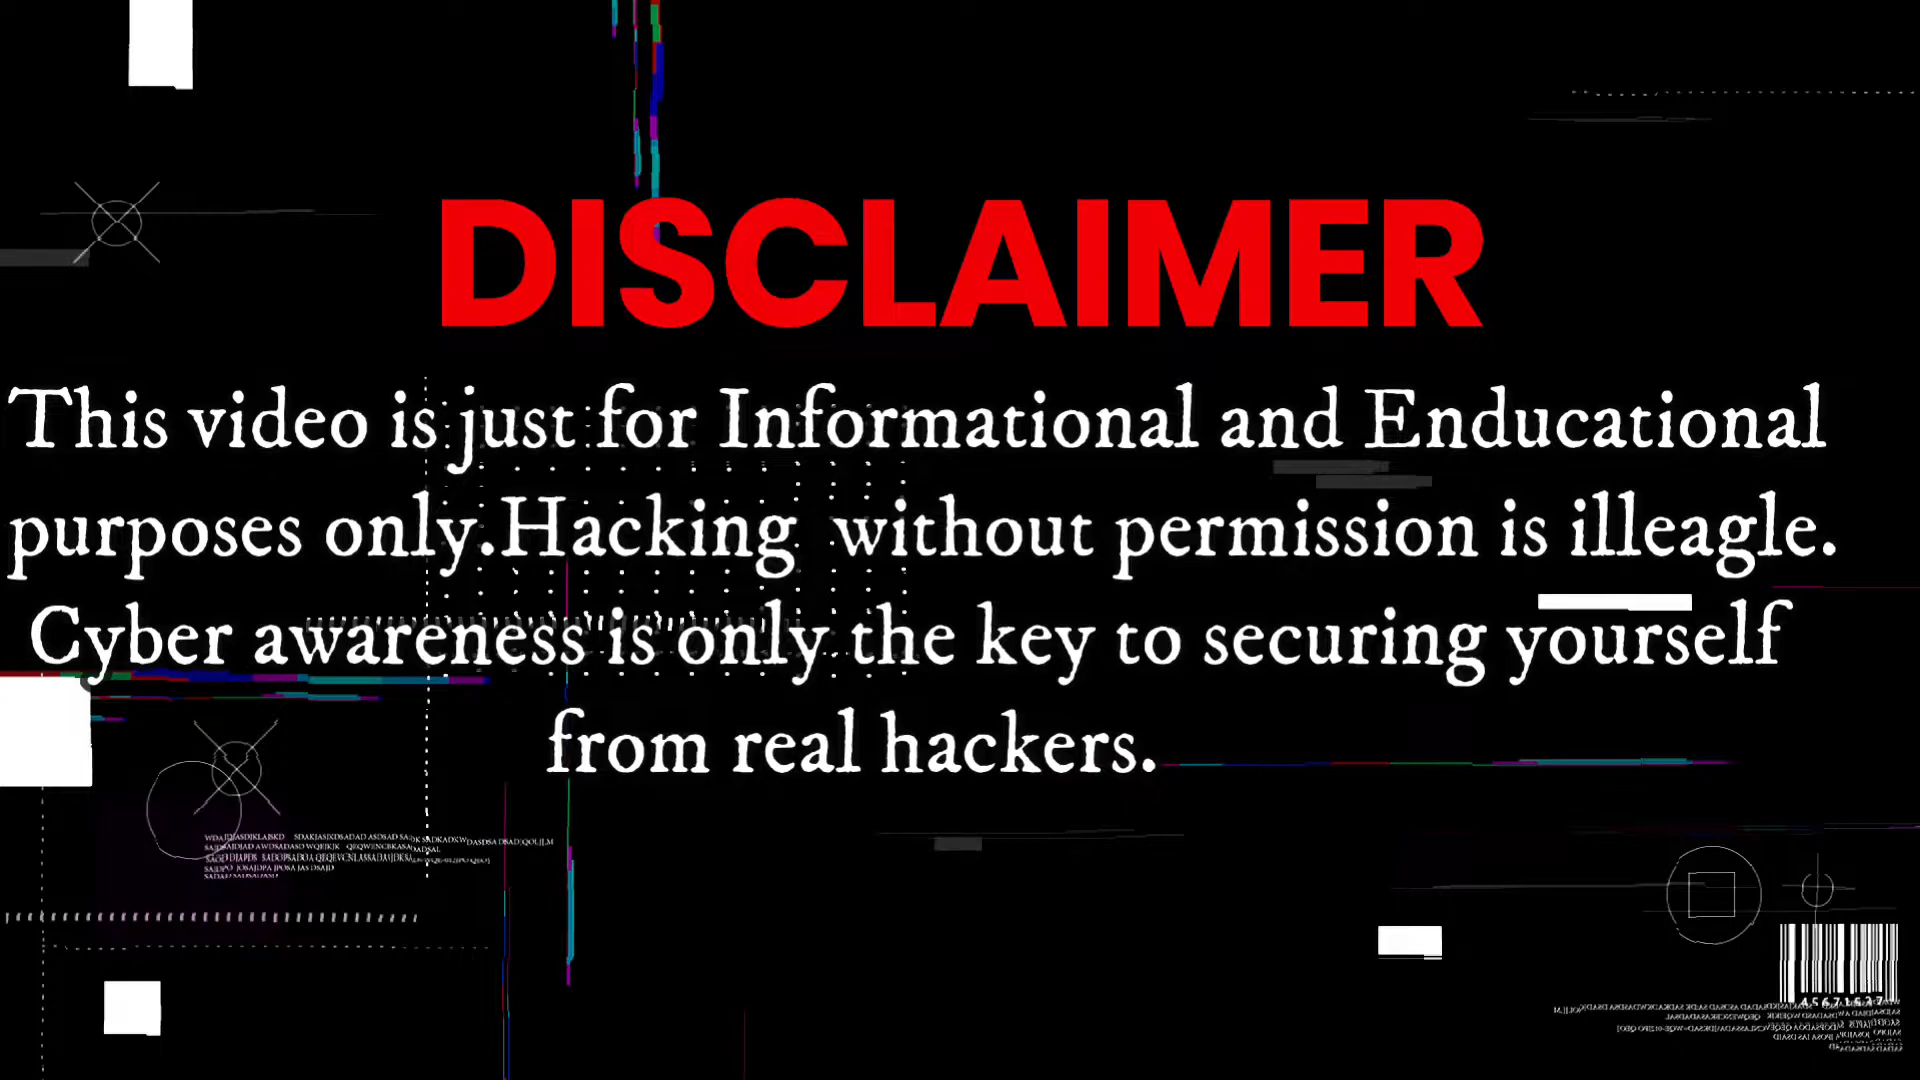 DISCLAIMER
This video is just for Informational and Enducational
purposes only.Hacking without permission is illeagle.
Cyber awareness is only the key to securing yourself
from real hackers.